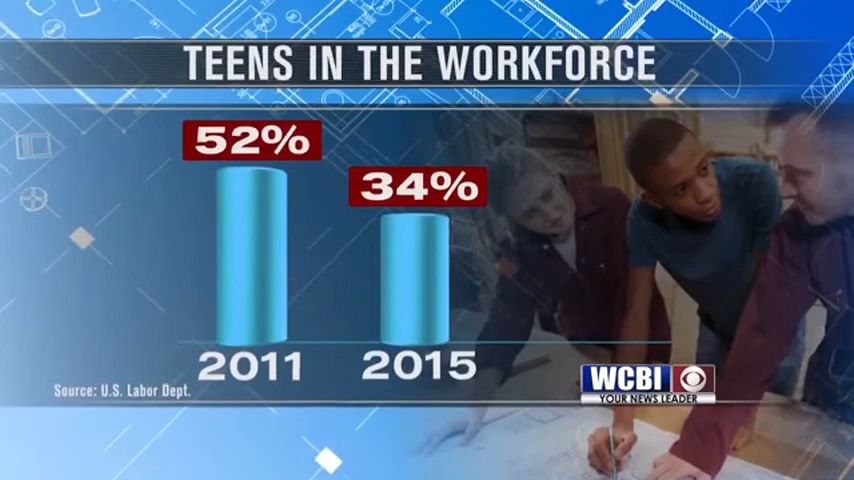 TEENS IN THE WORKFORCE
52%
34%
2011 2015
Source: U.S. Labor Dept.
WCBI
YOUR NEWS LEADER